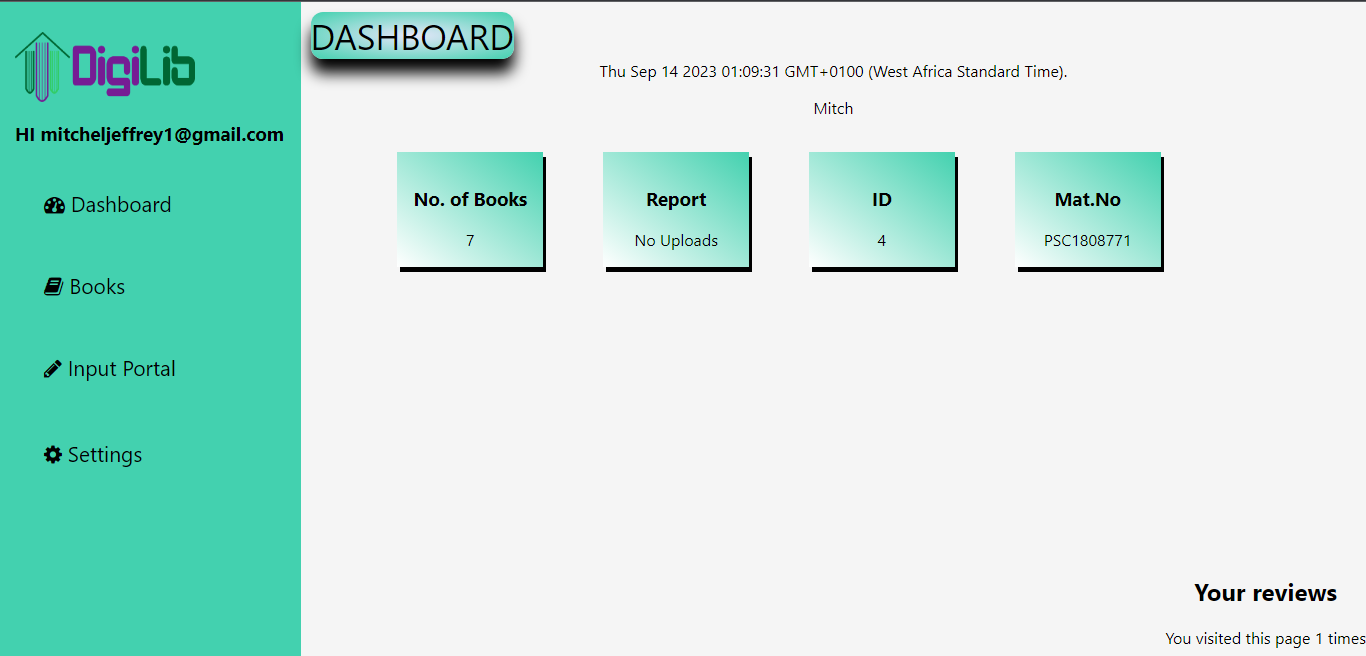 DigiLib
HI mitcheljeffrey1@gmail.com
Dashboard
Books
Input Portal
Settings
DASHBOARD
Thu Sep 14 2023 01:09:31 GMT+0100 (West Africa Standard Time).
Mitch
No. of Books
7
Report
No Uploads
ID
4
Mat.No
PSC1808771
Your reviews
You visited this page 1 times